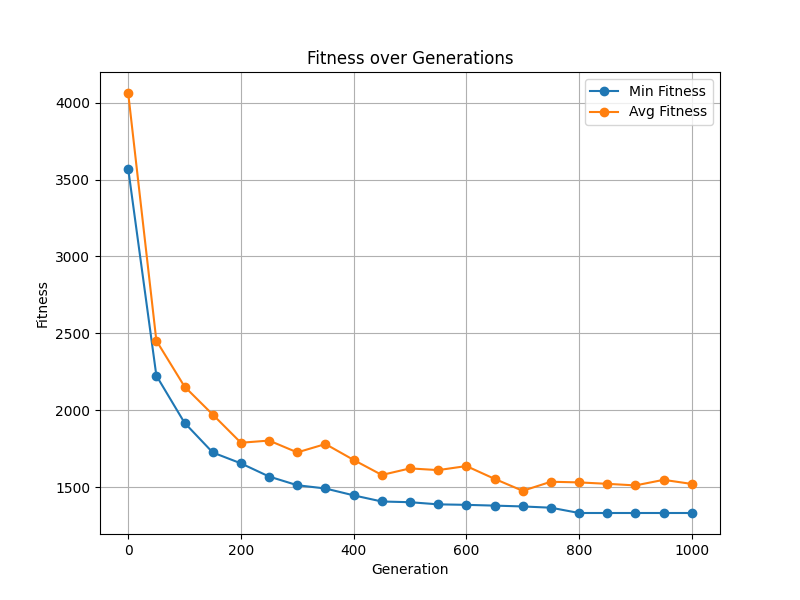 Fitness over Generations
Min Fitness
Avg Fitness
4000
3500
3000
2500
2000
1500
Fitness
0 200 400 600 800 1000
Generation